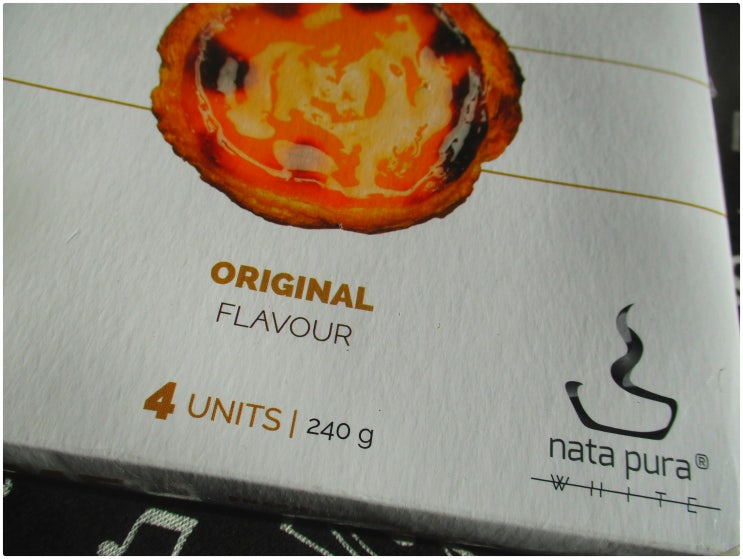 ORIGINAL
FLAVOUR
4 UNITS | 240 g
nata pura®
WHITE